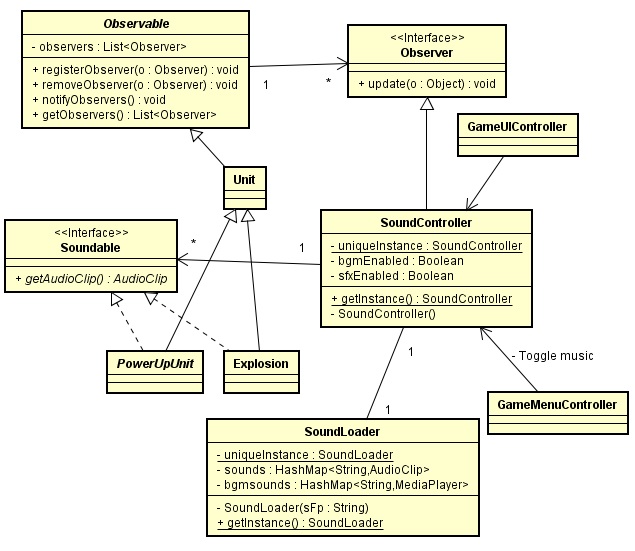 Observable
- observers : List<Observer>
+ registerObserver(o : Observer) : void
+ removeObserver(o : Observer) : void
+ notifyObservers() : void
+ getObservers() : List<Observer>
1
*
<<Interface>>
Observer
+ update(o : Object) : void
GameUIController
Unit
<<Interface>>
Soundable
+ getAudioClip() : AudioClip
*
1
SoundController
- uniqueInstance : SoundController
- bgmEnabled : Boolean
- sfxEnabled : Boolean
+ getInstance() : SoundController
- SoundController()
PowerUpUnit
Explosion
1
- Toggle music
GameMenuController
1
SoundLoader
- uniqueInstance : SoundLoader
- sounds : HashMap<String,AudioClip>
- bgmsounds : HashMap<String,MediaPlayer>
- SoundLoader(sFp : String)
+ getInstance() : SoundLoader